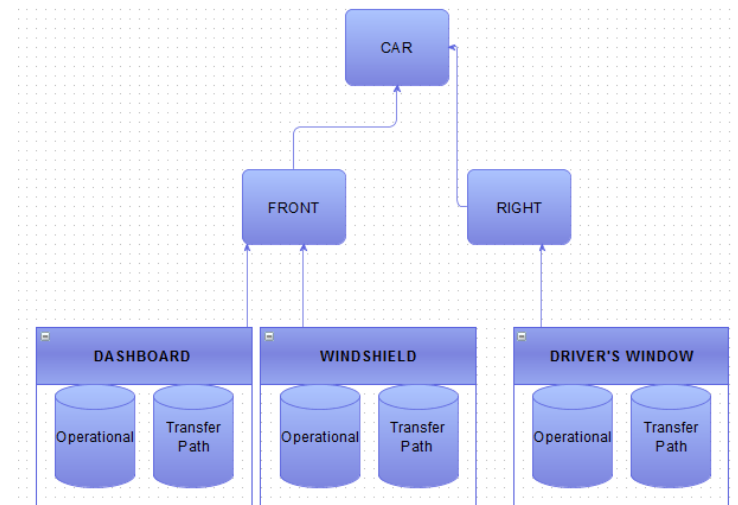 CAR
FRONT
RIGHT
DASHBOARD
WINDSHIELD
DRIVER'S WINDOW
Operational
Transfer
Path
Operational
Transfer
Path
Operational
Transfer
Path